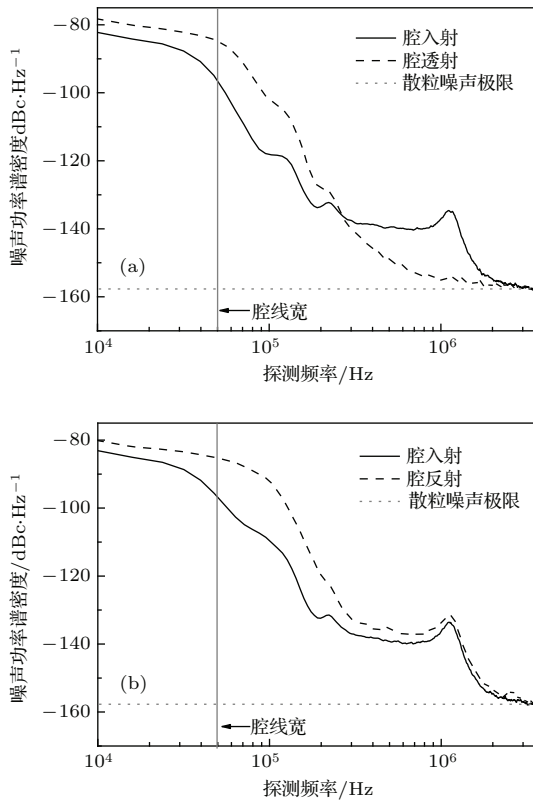 −80
−100
−120
−140
−160
噪声功率谱密度dBc·Hz⁻¹
腔入射
腔透射
散粒噪声极限
(a)
腔线宽
10⁴
10⁵
10⁶
探测频率/Hz
−80
−100
−120
−140
−160
噪声功率谱密度/dBc·Hz⁻¹
腔入射
腔反射
散粒噪声极限
(b)
腔线宽
10⁴
10⁵
10⁶
探测频率/Hz